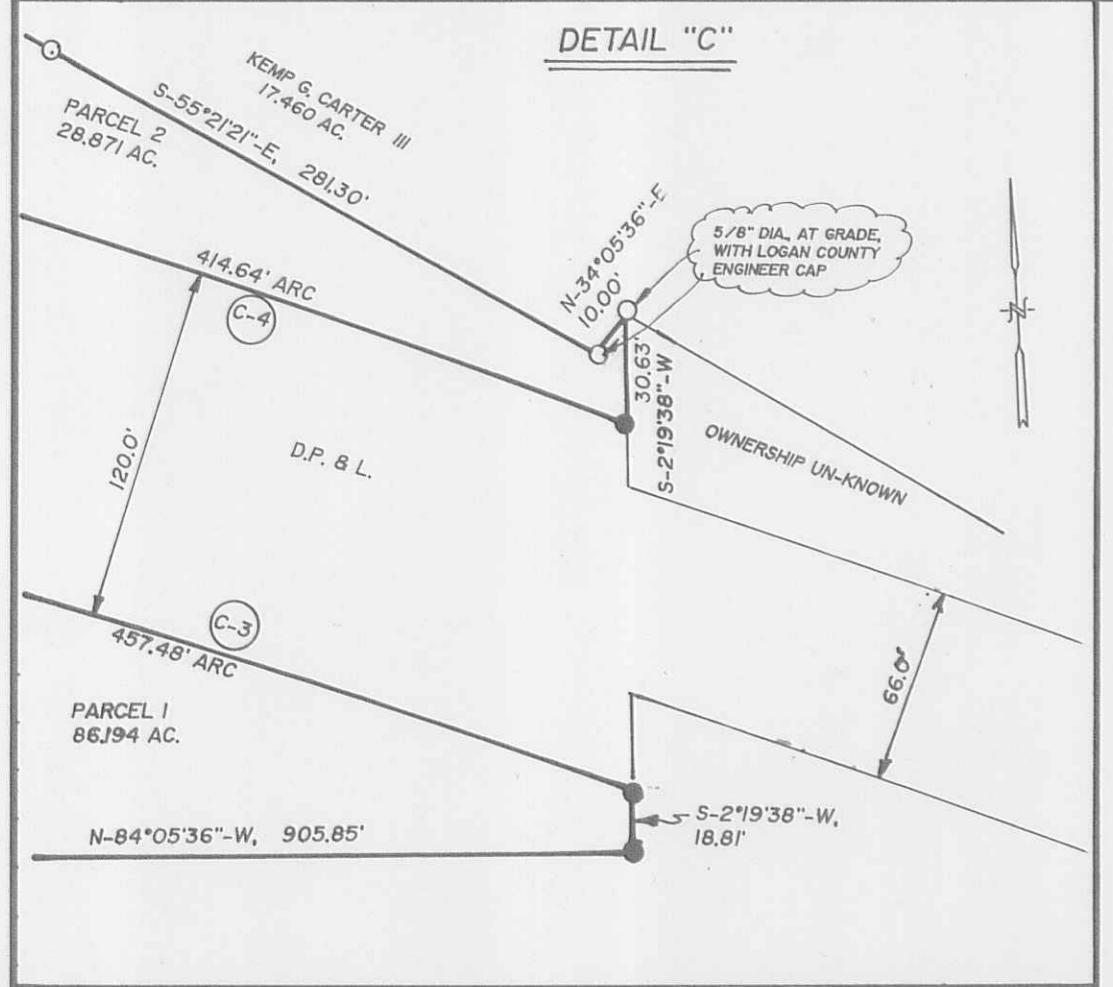 DETAIL "C"
KEMP G. CARTER III
17.460 AC.
PARCEL 2
28.871 AC.
S-55°21'21"-E, 281.30'
N-34°05'36"-E
10.00'
5/8" DIA., AT GRADE,
WITH LOGAN COUNTY
ENGINEER CAP
414.64' ARC
C-4
30.63'
S-2°19'38"-W
N
OWNERSHIP UN-KNOWN
120.0'
D.P. & L.
C-3
457.48' ARC
66.0'
PARCEL 1
86.194 AC.
S-2°19'38"-W,
18.81'
N-84°05'36"-W, 905.85'